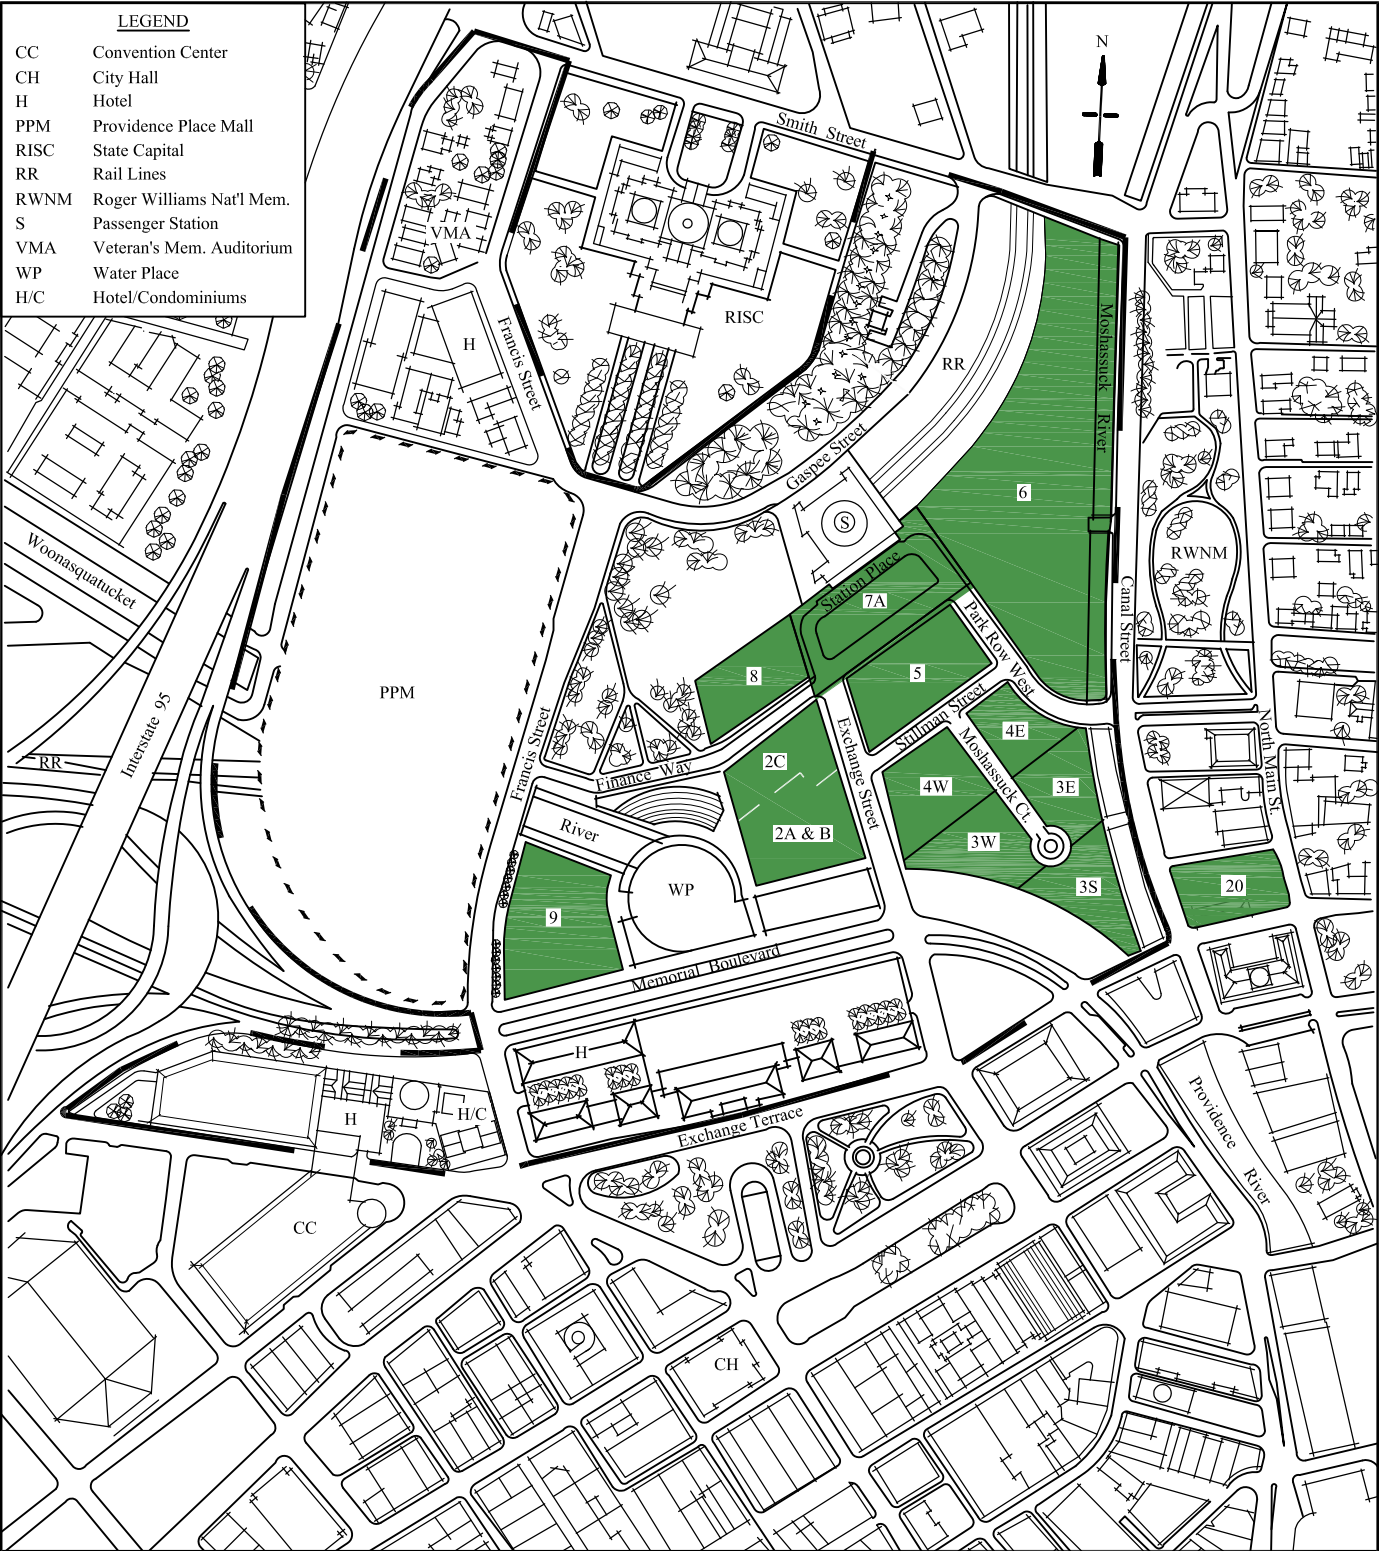 LEGEND
CC Convention Center
CH City Hall
H Hotel
PPM Providence Place Mall
RISC State Capital
RR Rail Lines
RWNM Roger Williams Nat'l Mem.
S Passenger Station
VMA Veteran's Mem. Auditorium
WP Water Place
H/C Hotel/Condominiums
N
Smith Street
VMA
RISC
H
Francis Street
RR
Moshassuck River
Gaspee Street
6
S
RWNM
Woonasquatucket
Station Place
7A
Canal Street
Park Row West
8
5
PPM
Interstate 95
RR
Francis Street
Stillman Street
Exchange Street
4E
North Main St.
Moshassuck Ct.
2C
Finance Way
4W
3E
River
2A & B
3W
WP
3S
20
9
Memorial Boulevard
H
H
H/C
Exchange Terrace
Providence River
CC
CH